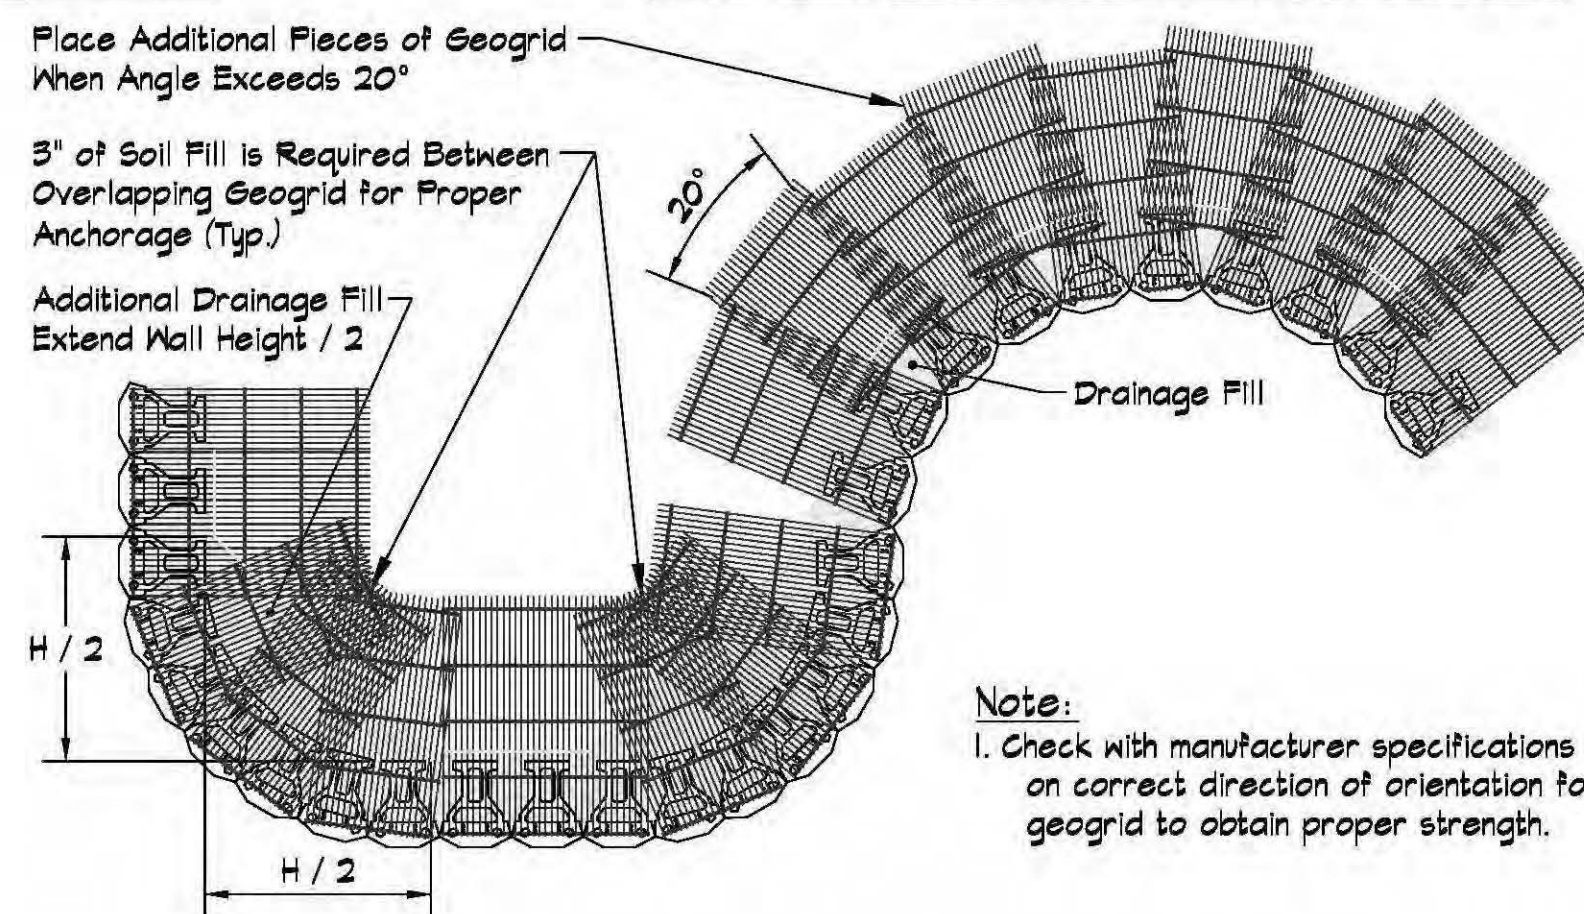 Place Additional Pieces of Geogrid
When Angle Exceeds 20°
3" of Soil Fill is Required Between
Overlapping Geogrid for Proper
Anchorage (Typ.)
Additional Drainage Fill
Extend Wall Height / 2
20°
Drainage Fill
H / 2
H / 2
Note:
1. Check with manufacturer specifications
on correct direction of orientation fo
geogrid to obtain proper strength.